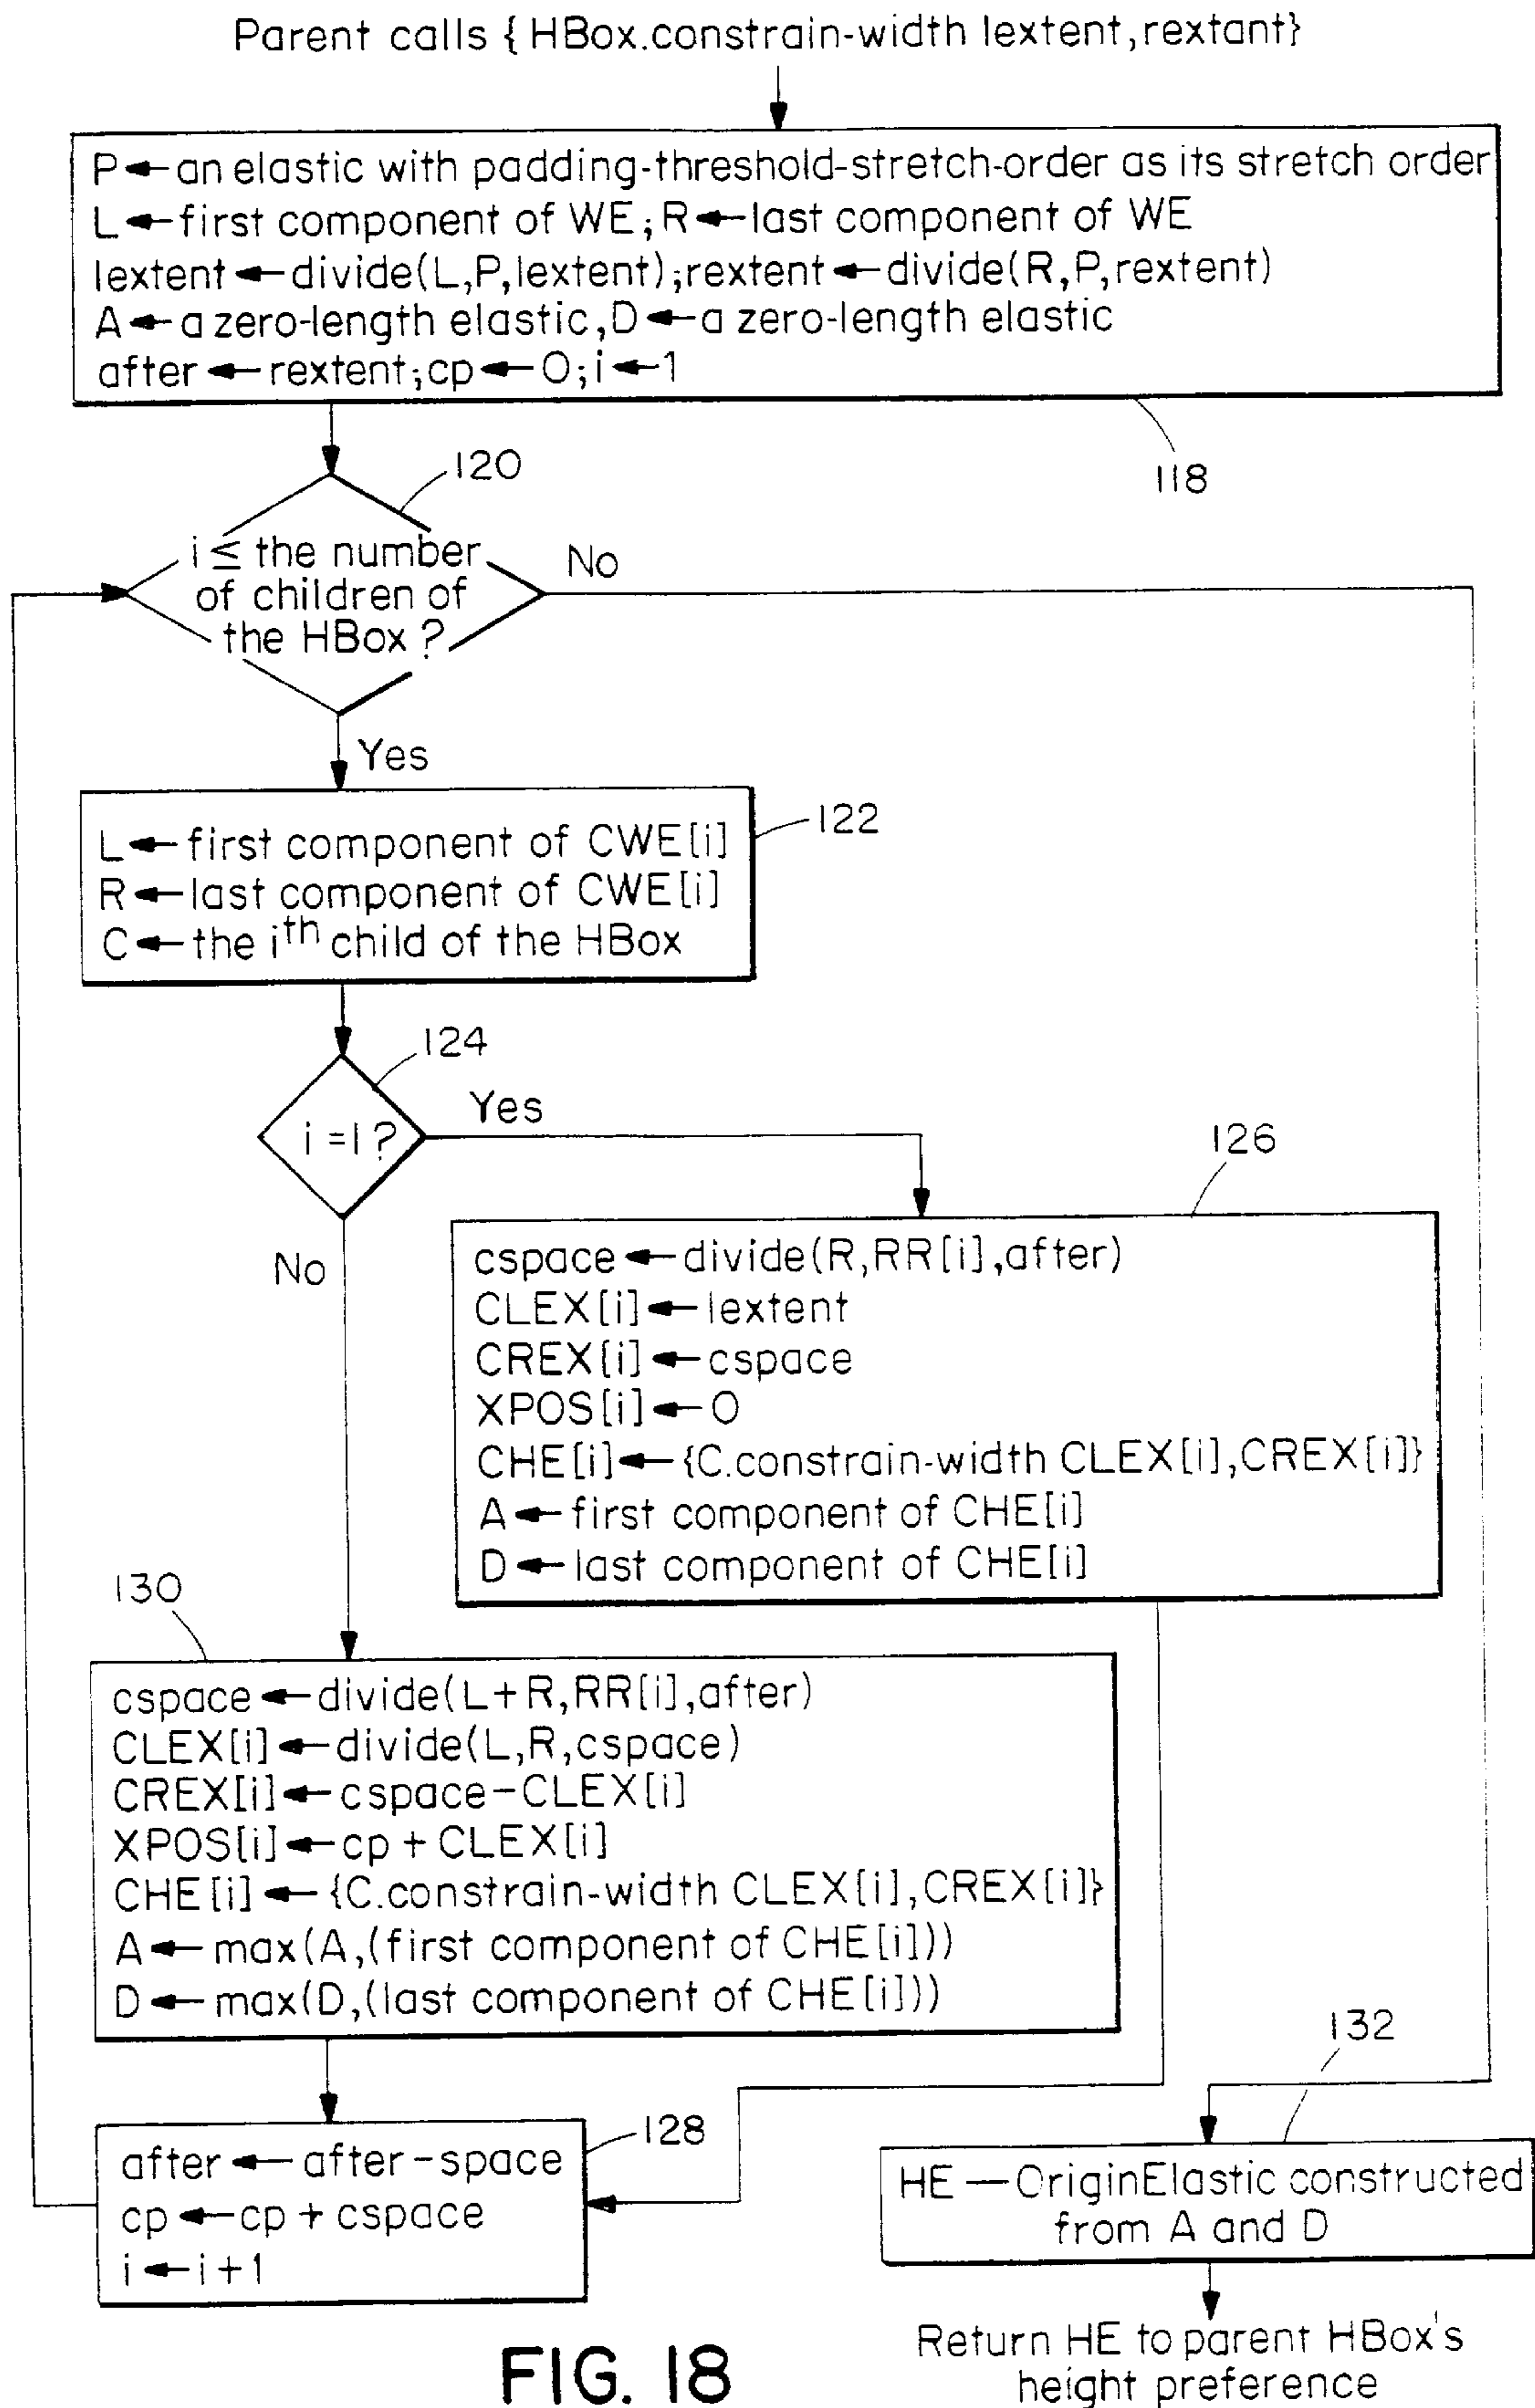 Parent calls { HBox.constrain-width lextent,rextant}
P←an elastic with padding-threshold-stretch-order as its stretch order
L←first component of WE; R←last component of WE
lextent←divide(L,P,lextent);rextent←divide(R,P,rextent)
A←a zero-length elastic,D←a zero-length elastic
after←rextent;cp←0;i←1
118
120
i ≤ the number
of children of
the HBox?
No
Yes
122
L←first component of CWE[i]
R←last component of CWE[i]
C←the ith child of the HBox
124
i=1?
Yes
No
126
cspace←divide(R,RR[i],after)
CLEX[i]←lextent
CREX[i]←cspace
XPOS[i]←0
CHE[i]←{C.constrain-width CLEX[i],CREX[i]}
A←first component of CHE[i]
D←last component of CHE[i]
130
cspace←divide(L+R,RR[i],after)
CLEX[i]←divide(L,R,cspace)
CREX[i]←cspace-CLEX[i]
XPOS[i]←cp+CLEX[i]
CHE[i]←{C.constrain-width CLEX[i],CREX[i]}
A←max(A,(first component of CHE[i]))
D←max(D,(last component of CHE[i]))
128
after←after-space
cp←cp+cspace
i←i+1
132
HE—OriginElastic constructed
from A and D
Return HE to parent HBox's
height preference
FIG. 18